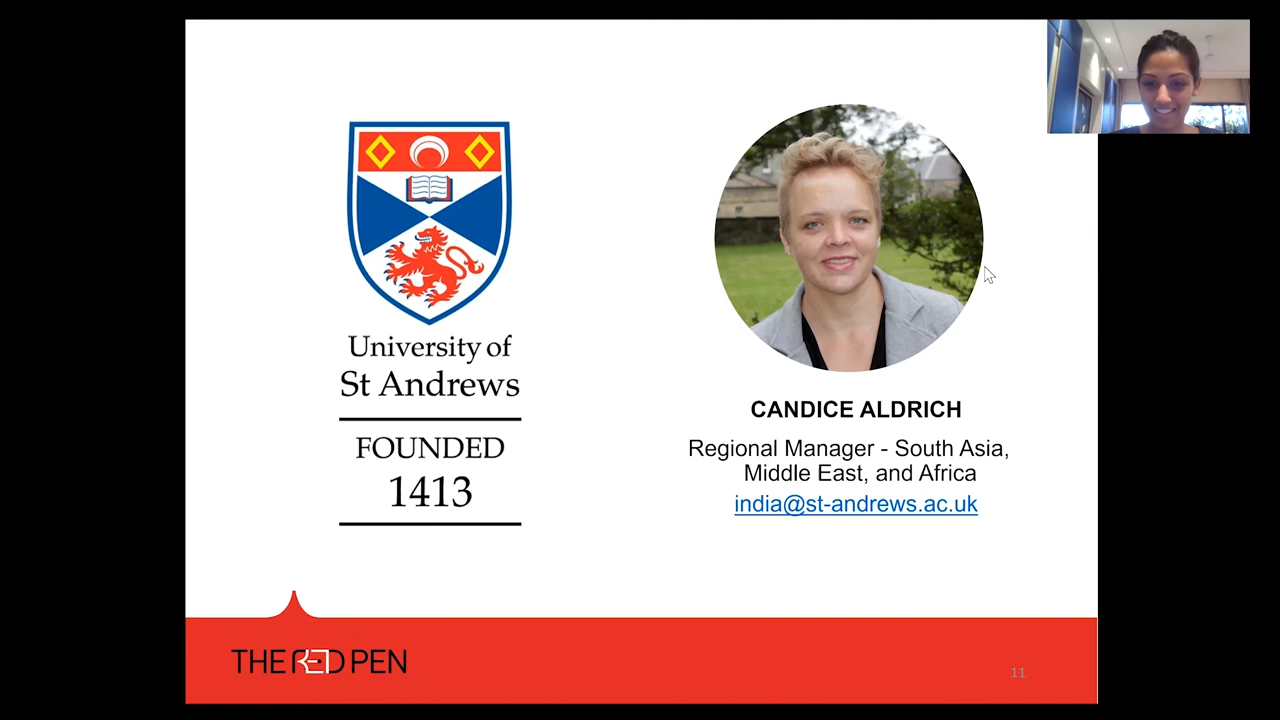 University of
St Andrews
FOUNDED
1413
CANDICE ALDRICH
Regional Manager - South Asia,
Middle East, and Africa
india@st-andrews.ac.uk
THE RED PEN
11